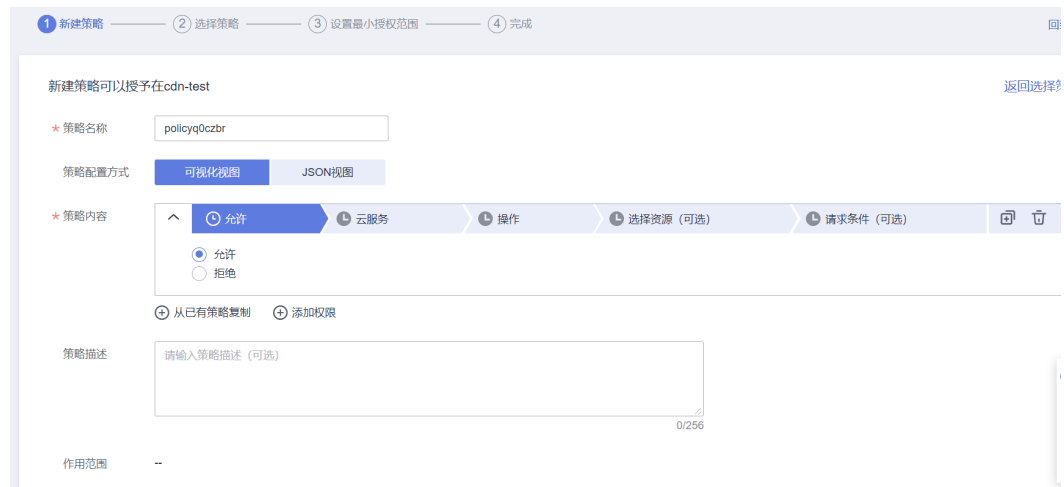 1 新建策略 2 选择策略 3 设置最小授权范围 4 完成
新建策略可以授予在cdn-test 返回选择策
* 策略名称 policyq0czbr
策略配置方式 可视化视图 JSON视图
* 策略内容 允许 云服务 操作 选择资源（可选） 请求条件（可选）
允许
拒绝
从已有策略复制 添加权限
策略描述 请输入策略描述（可选）
0/256
作用范围 --